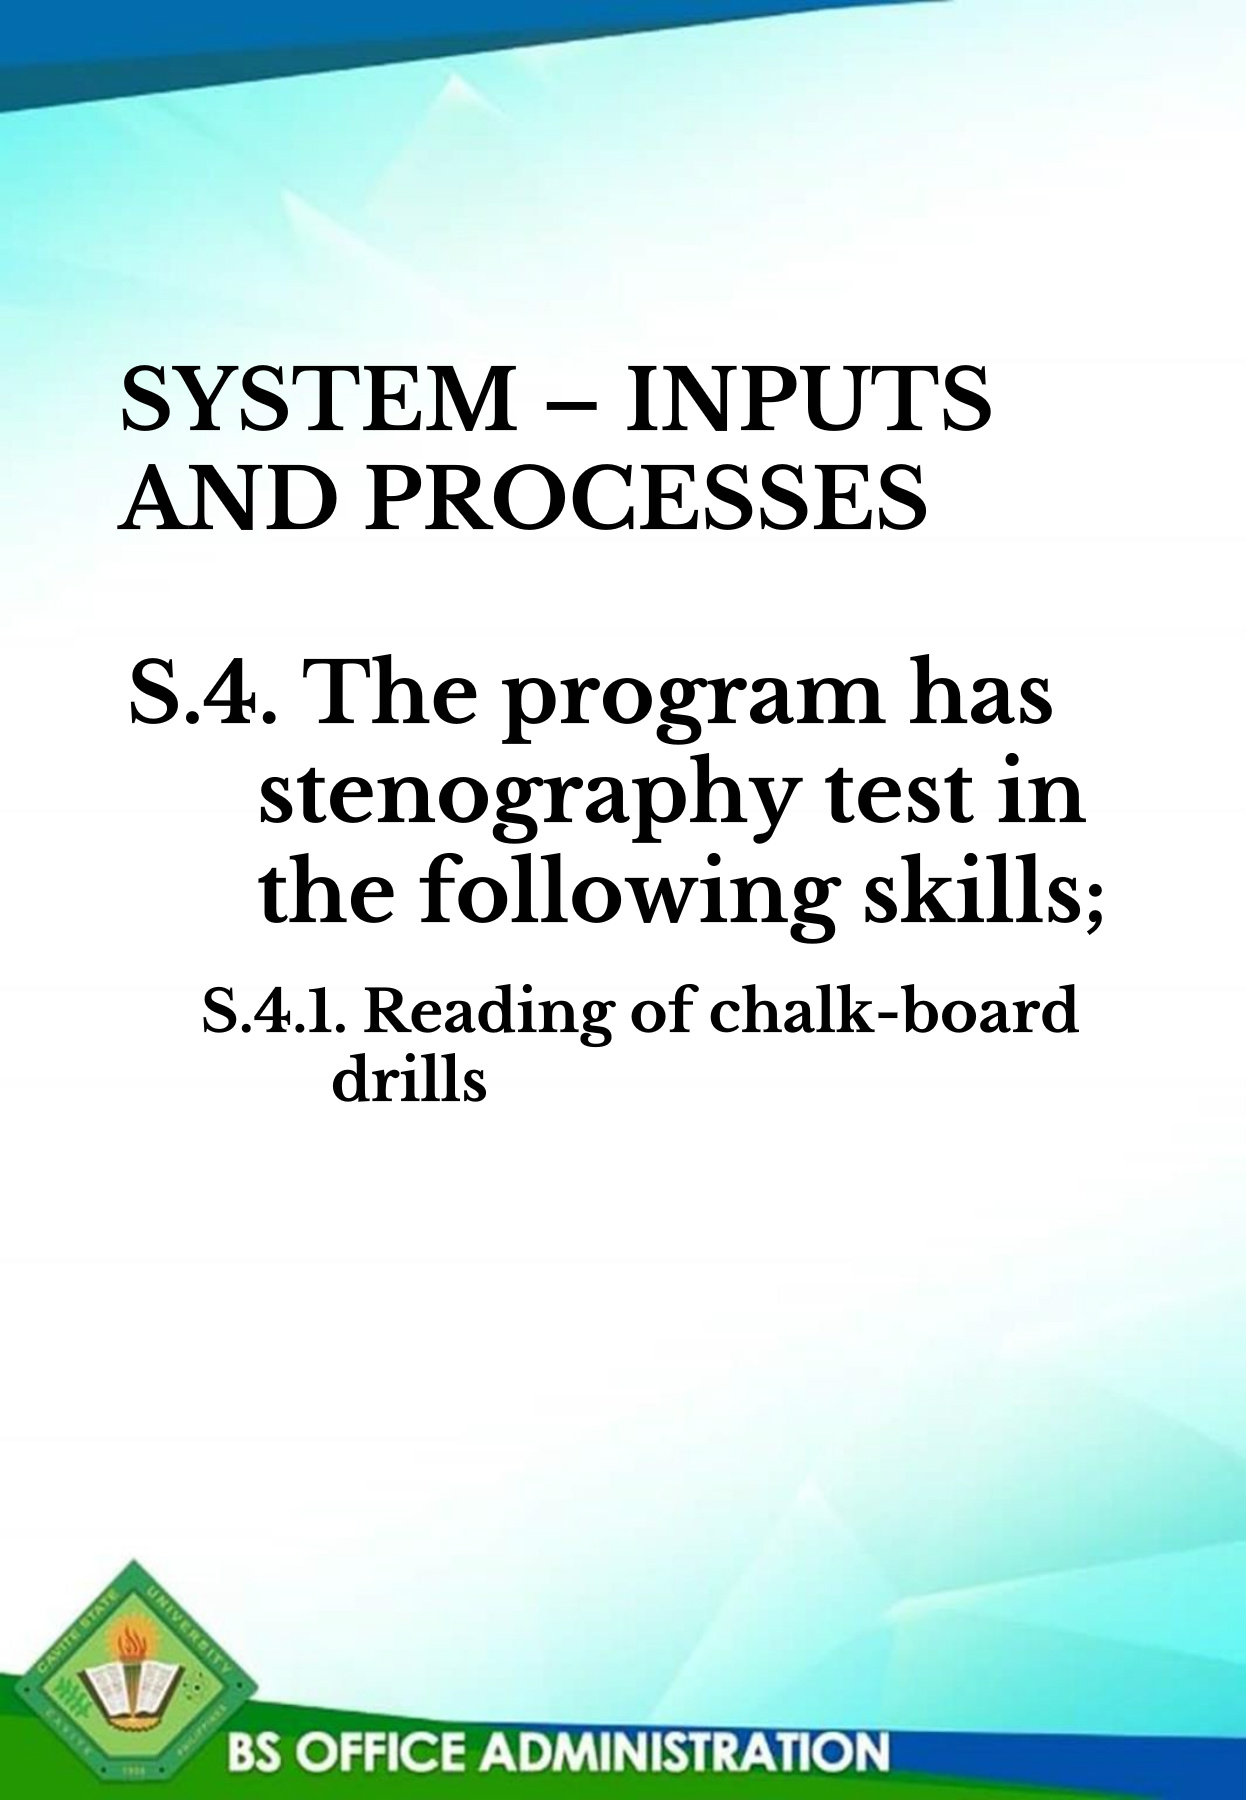 SYSTEM – INPUTS
AND PROCESSES
S.4. The program has
stenography test in
the following skills;
S.4.1. Reading of chalk-board
drills
CAVITE STATE UNIVERSITY
CAVITE
PHILIPPINES
BS OFFICE ADMINISTRATION